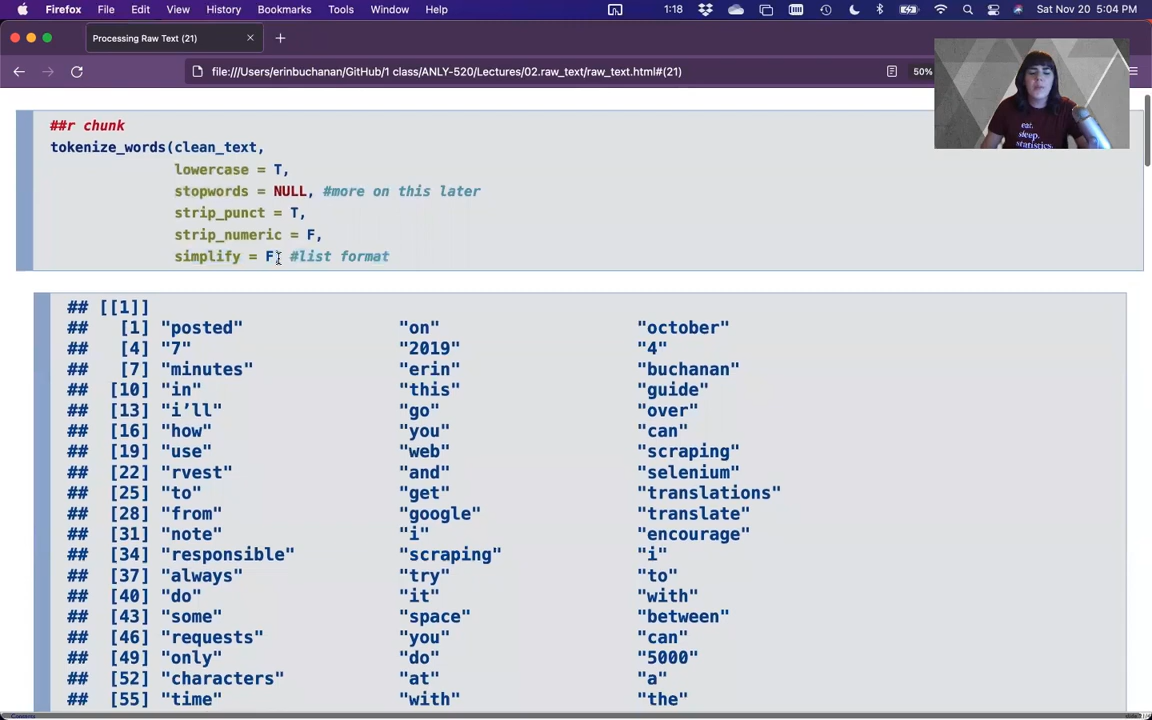 Firefox File Edit View History Bookmarks Tools Window Help 1:18 Sat Nov 20 5:04 PM
Processing Raw Text (21)
file:///Users/erinbuchanan/GitHub/1 class/ANLY-520/Lectures/02.raw_text/raw_text.html#(21) 50%
eat.
sleep.
statistics.
##r chunk
tokenize_words(clean_text,
lowercase = T,
stopwords = NULL, #more on this later
strip_punct = T,
strip_numeric = F,
simplify = F) #list format
## [[1]]
## [1] "posted" "on" "october"
## [4] "7" "2019" "4"
## [7] "minutes" "erin" "buchanan"
## [10] "in" "this" "guide"
## [13] "i’ll" "go" "over"
## [16] "how" "you" "can"
## [19] "use" "web" "scraping"
## [22] "rvest" "and" "selenium"
## [25] "to" "get" "translations"
## [28] "from" "google" "translate"
## [31] "note" "i" "encourage"
## [34] "responsible" "scraping" "i"
## [37] "always" "try" "to"
## [40] "do" "it" "with"
## [43] "some" "space" "between"
## [46] "requests" "you" "can"
## [49] "only" "do" "5000"
## [52] "characters" "at" "a"
## [55] "time" "with" "the"
Contents